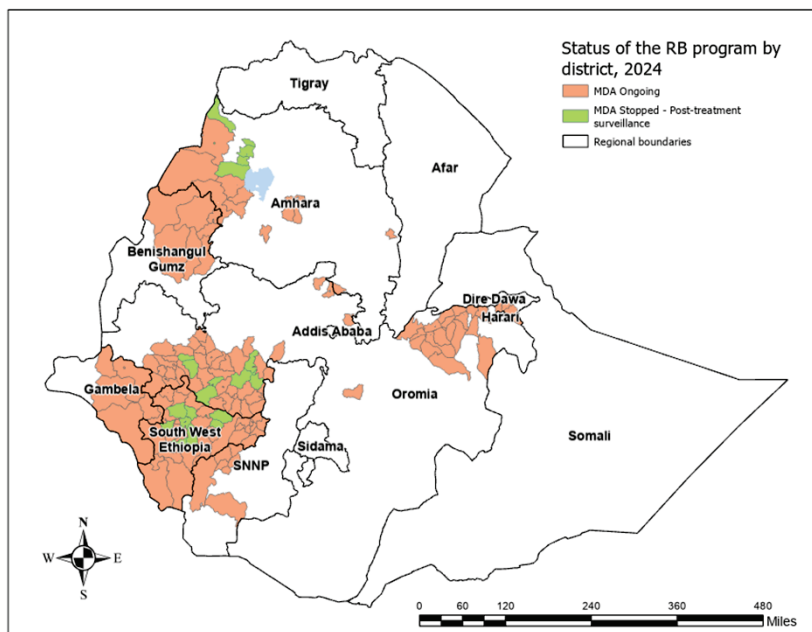 Status of the RB program by
district, 2024
MDA Ongoing
MDA Stopped - Post-treatment
surveillance
Regional boundaries
Tigray
Afar
Amhara
Benishangul
Gumz
Dire Dawa
Harari
Addis Ababa
Gambela
Oromia
South West
Ethiopia
Sidama
Somali
SNNP
N
W E
S
0 60 120 240 360 480
Miles